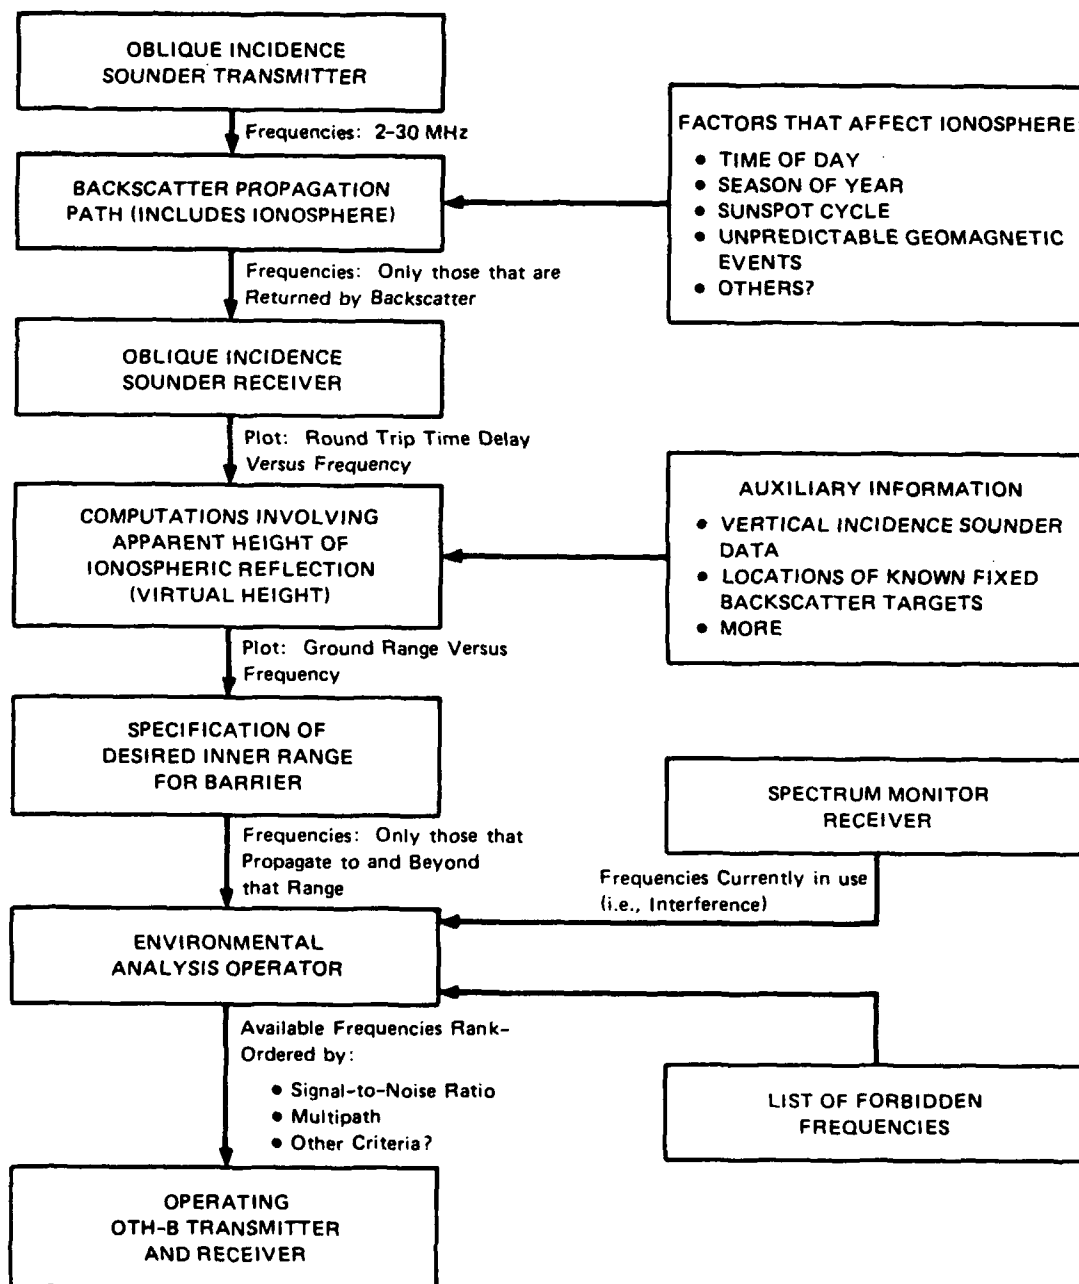 OBLIQUE INCIDENCE
SOUNDER TRANSMITTER
Frequencies: 2-30 MHz
BACKSCATTER PROPAGATION
PATH (INCLUDES IONOSPHERE)
FACTORS THAT AFFECT IONOSPHERE:
• TIME OF DAY
• SEASON OF YEAR
• SUNSPOT CYCLE
• UNPREDICTABLE GEOMAGNETIC
EVENTS
• OTHERS?
Frequencies: Only those that are
Returned by Backscatter
OBLIQUE INCIDENCE
SOUNDER RECEIVER
Plot: Round Trip Time Delay
Versus Frequency
COMPUTATIONS INVOLVING
APPARENT HEIGHT OF
IONOSPHERIC REFLECTION
(VIRTUAL HEIGHT)
AUXILIARY INFORMATION
• VERTICAL INCIDENCE SOUNDER
DATA
• LOCATIONS OF KNOWN FIXED
BACKSCATTER TARGETS
• MORE
Plot: Ground Range Versus
Frequency
SPECIFICATION OF
DESIRED INNER RANGE
FOR BARRIER
SPECTRUM MONITOR
RECEIVER
Frequencies: Only those that
Propagate to and Beyond
that Range
Frequencies Currently in use
(i.e., Interference)
ENVIRONMENTAL
ANALYSIS OPERATOR
Available Frequencies Rank-
Ordered by:
• Signal-to-Noise Ratio
• Multipath
• Other Criteria?
LIST OF FORBIDDEN
FREQUENCIES
OPERATING
OTH-B TRANSMITTER
AND RECEIVER